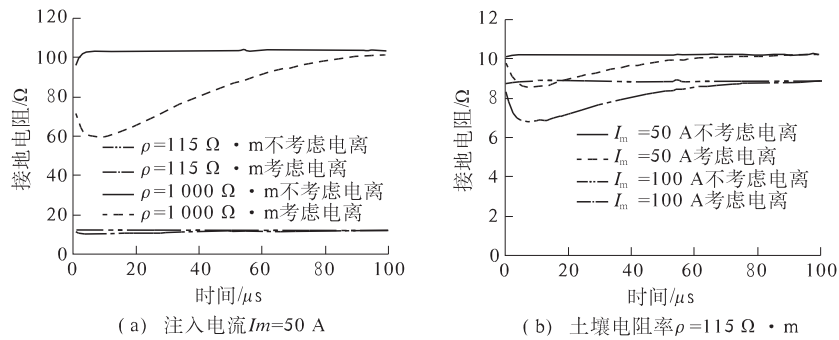 120
100
80
60
40
20
0
接地电阻/Ω
ρ=115 Ω·m不考虑电离
ρ=115 Ω·m考虑电离
ρ=1 000 Ω·m不考虑电离
ρ=1 000 Ω·m考虑电离
0 20 40 60 80 100
时间/μs
(a) 注入电流Im=50 A
12
10
8
6
4
2
0
接地电阻/Ω
Im =50 A不考虑电离
Im =50 A考虑电离
Im =100 A不考虑电离
Im =100 A考虑电离
0 20 40 60 80 100
时间/μs
(b) 土壤电阻率ρ=115 Ω·m